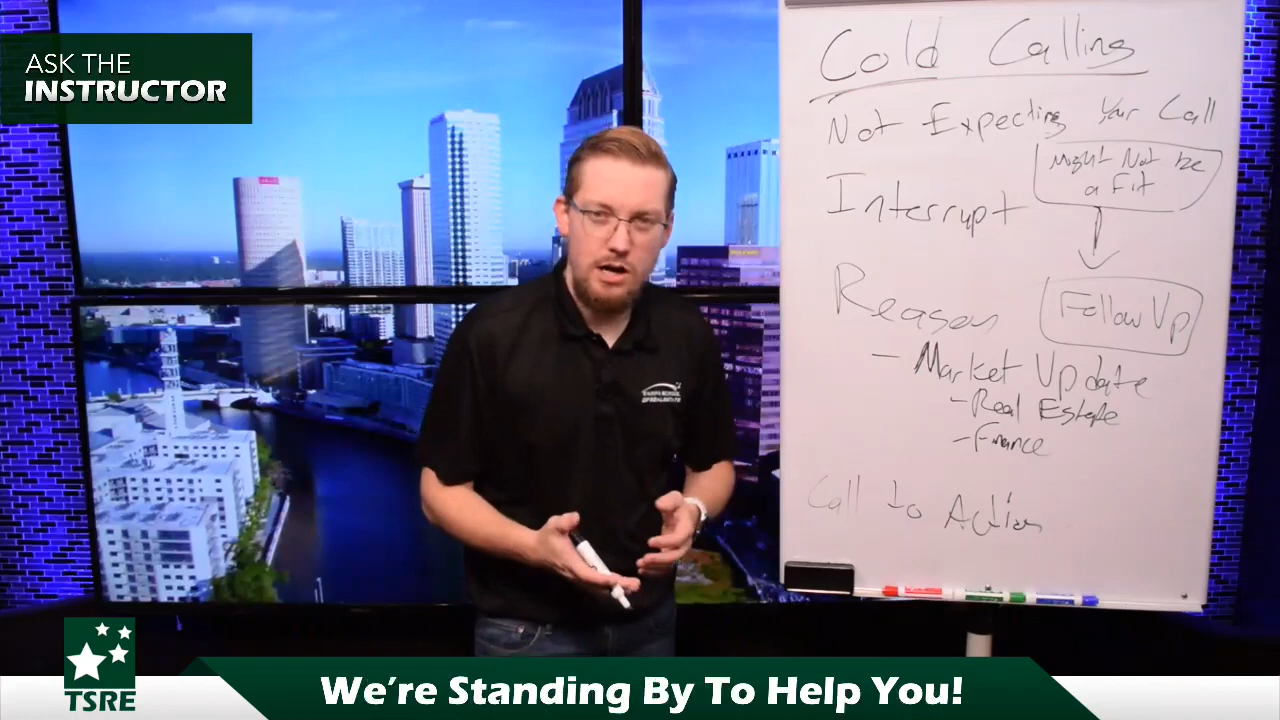 ASK THE
INSTRUCTOR
Cold Calling
Not Expecting Your Call
Might Not be
a Fit
Interrupt
Follow Up
Reason
- Market Update
- Real Estate
- Finance
Call to Action
TSRE
We're Standing By To Help You!